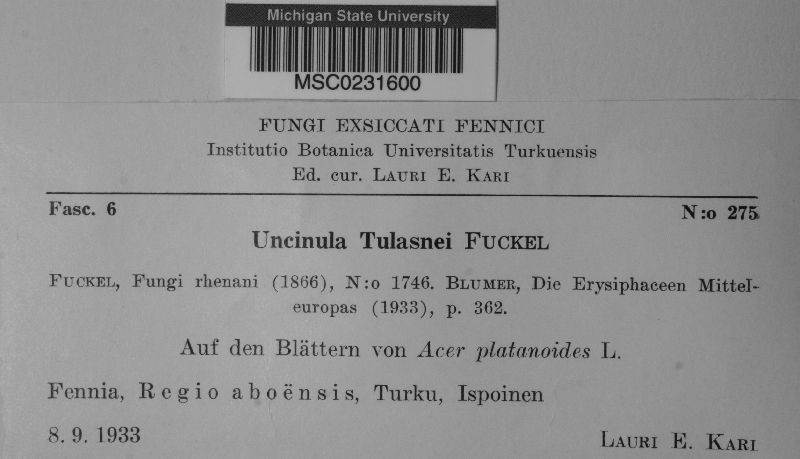 Michigan State University
MSC0231600
FUNGI EXSICCATI FENNICI
Institutio Botanica Universitatis Turkuensis
Ed. cur. LAURI E. KARI
Fasc. 6 N:o 275
Uncinula Tulasnei FUCKEL
FUCKEL, Fungi rhenani (1866), N:o 1746. BLUMER, Die Erysiphaceen Mittel-
europas (1933), p. 362.
Auf den Blättern von Acer platanoides L.
Fennia, Regio aboënsis, Turku, Ispoinen
8. 9. 1933 LAURI E. KARI